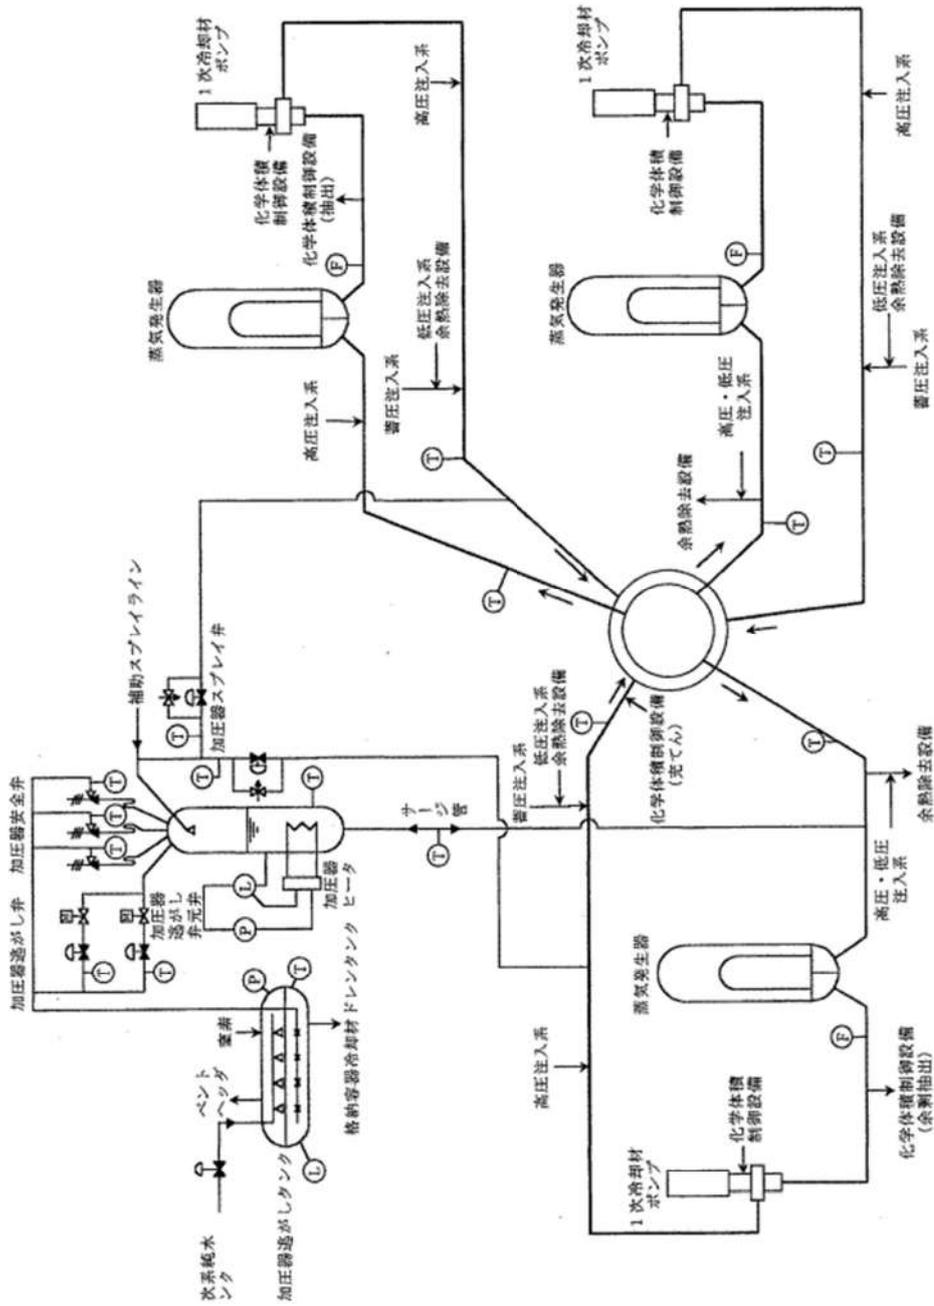 次系純水
ンク
加圧器逃がしタンク
L
ベント
ヘッダ
窒素
P
T
格納容器冷却材ドレンタンク
加圧器逃がし弁
T
T
加圧器
逃がし
弁元弁
加圧器安全弁
T
T
T
P
L
加圧器
ヒータ
T
補助スプレイライン
T
T
加圧器スプレイ弁
サージ
管
T
蒸気発生器
1次冷却材
ポンプ
化学体積
制御設備
化学体積制御設備
(抽出)
F
高圧注入系
高圧注入系
蓄圧注入系
低圧注入系
余熱除去設備
T
T
高圧注入系
蓄圧注入系
低圧注入系
余熱除去設備
T
化学体積制御設備
(充てん)
1次冷却材
ポンプ
化学体積
制御設備
蒸気発生器
F
化学体積制御設備
(余剰抽出)
高圧・低圧
注入系
余熱除去設備
T
蒸気発生器
1次冷却材
ポンプ
化学体積
制御設備
F
余熱除去設備
高圧・低圧
注入系
T
T
蓄圧注入系
低圧注入系
余熱除去設備
高圧注入系